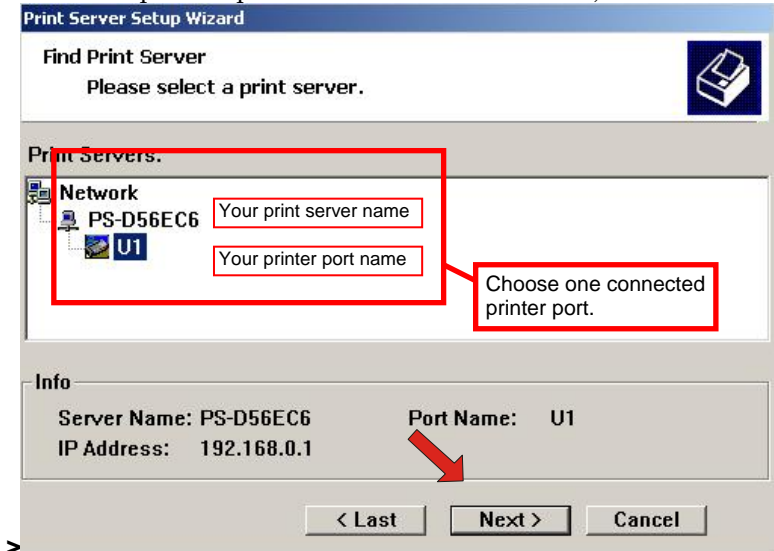 Print Server Setup Wizard
Find Print Server
Please select a print server.
Print Servers:
Network
PS-D56EC6 Your print server name
U1 Your printer port name
Choose one connected
printer port.
Info
Server Name: PS-D56EC6 Port Name: U1
IP Address: 192.168.0.1
< Last Next > Cancel
>